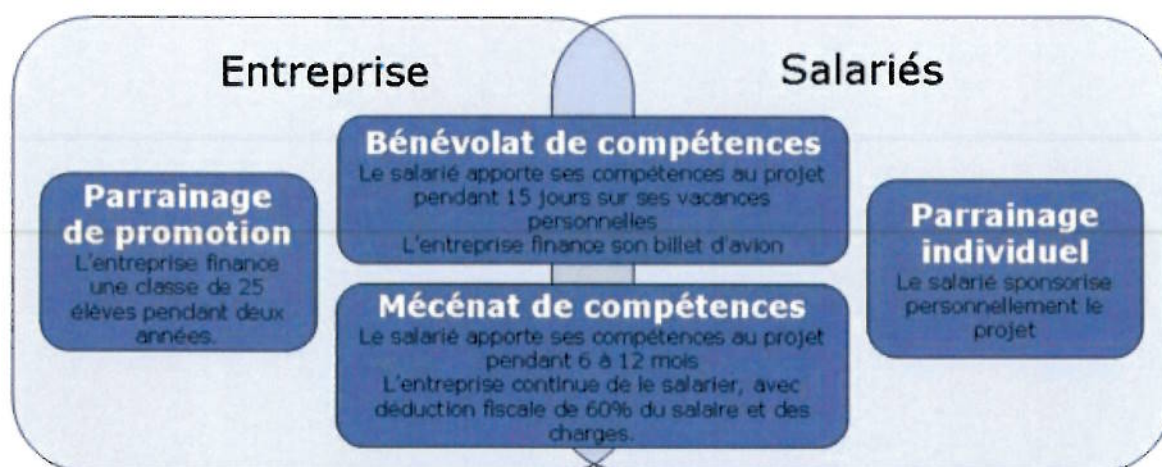 Entreprise
Salariés
Parrainage
de promotion
L'entreprise finance
une classe de 25
élèves pendant deux
années.
Bénévolat de compétences
Le salarié apporte ses compétences au projet
pendant 15 jours sur ses vacances
personnelles
L'entreprise finance son billet d'avion
Mécénat de compétences
Le salarié apporte ses compétences au projet
pendant 6 à 12 mois
L'entreprise continue de le salarier, avec
déduction fiscale de 60% du salaire et des
charges.
Parrainage
individuel
Le salarié sponsorise
personnellement le
projet